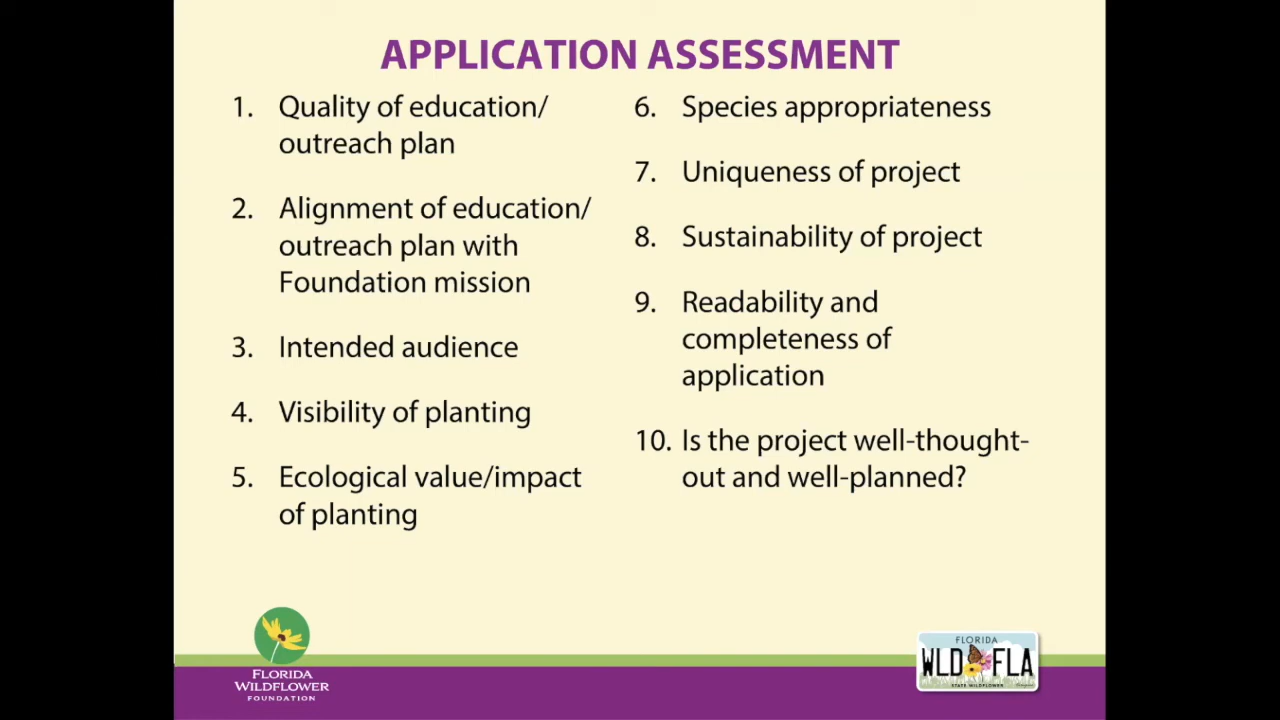 APPLICATION ASSESSMENT
1. Quality of education/
outreach plan
2. Alignment of education/
outreach plan with
Foundation mission
3. Intended audience
4. Visibility of planting
5. Ecological value/impact
of planting
6. Species appropriateness
7. Uniqueness of project
8. Sustainability of project
9. Readability and
completeness of
application
10. Is the project well-thought-
out and well-planned?
FLORIDA
WILDFLOWER
FOUNDATION
FLORIDA
WLD FLA
STATE WILDFLOWER